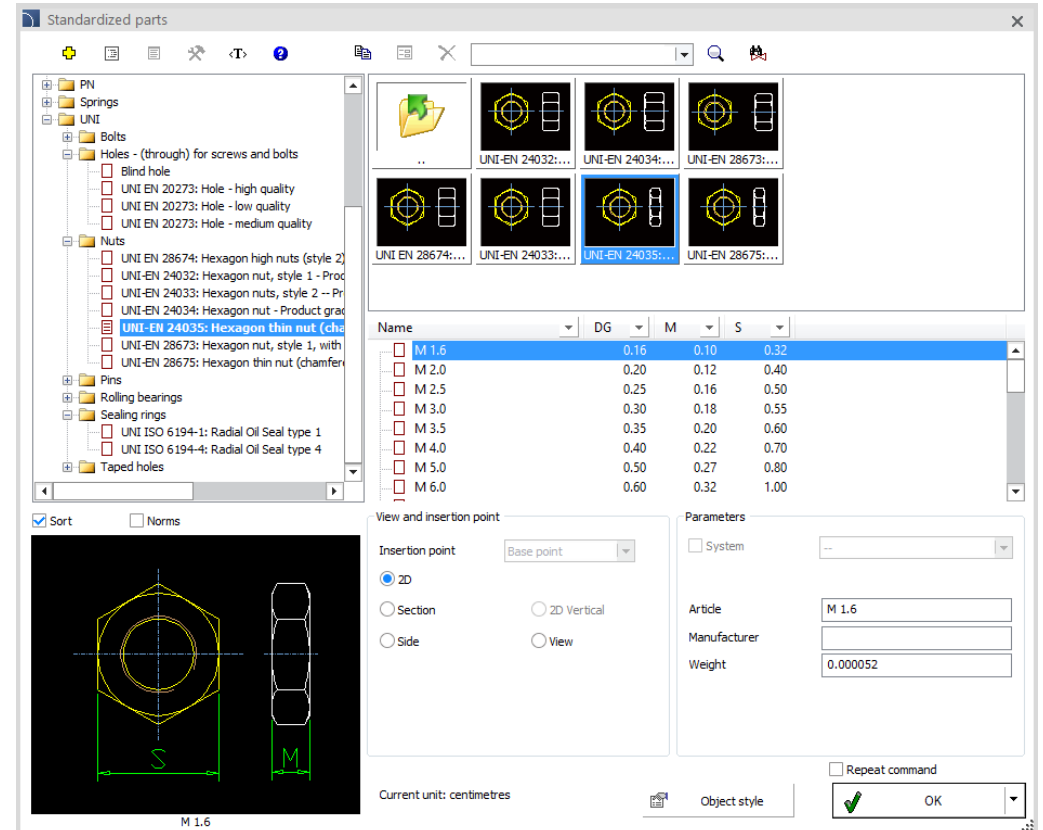 Standardized parts
<T>
PN
Springs
UNI
Bolts
Holes - (through) for screws and bolts
Blind hole
UNI EN 20273: Hole - high quality
UNI EN 20273: Hole - low quality
UNI EN 20273: Hole - medium quality
Nuts
UNI EN 28674: Hexagon high nuts (style 2)
UNI-EN 24032: Hexagon nut, style 1 - Prod
UNI-EN 24033: Hexagon nuts, style 2 -- Pr
UNI-EN 24034: Hexagon nut - Product grad
UNI-EN 24035: Hexagon thin nut (cha
UNI-EN 28673: Hexagon nut, style 1, with
UNI-EN 28675: Hexagon thin nut (chamfere
Pins
Rolling bearings
Sealing rings
UNI ISO 6194-1: Radial Oil Seal type 1
UNI ISO 6194-4: Radial Oil Seal type 4
Taped holes
.. UNI-EN 24032:... UNI-EN 24034:... UNI-EN 28673:...
UNI EN 28674:... UNI-EN 24033:... UNI-EN 24035:... UNI-EN 28675:...
Name DG M S
M 1.6 0.16 0.10 0.32
M 2.0 0.20 0.12 0.40
M 2.5 0.25 0.16 0.50
M 3.0 0.30 0.18 0.55
M 3.5 0.35 0.20 0.60
M 4.0 0.40 0.22 0.70
M 5.0 0.50 0.27 0.80
M 6.0 0.60 0.32 1.00
Sort Norms
S M
M 1.6
View and insertion point
Insertion point Base point
2D
Section 2D Vertical
Side View
Parameters
System --
Article M 1.6
Manufacturer
Weight 0.000052
Repeat command
Current unit: centimetres
Object style
OK